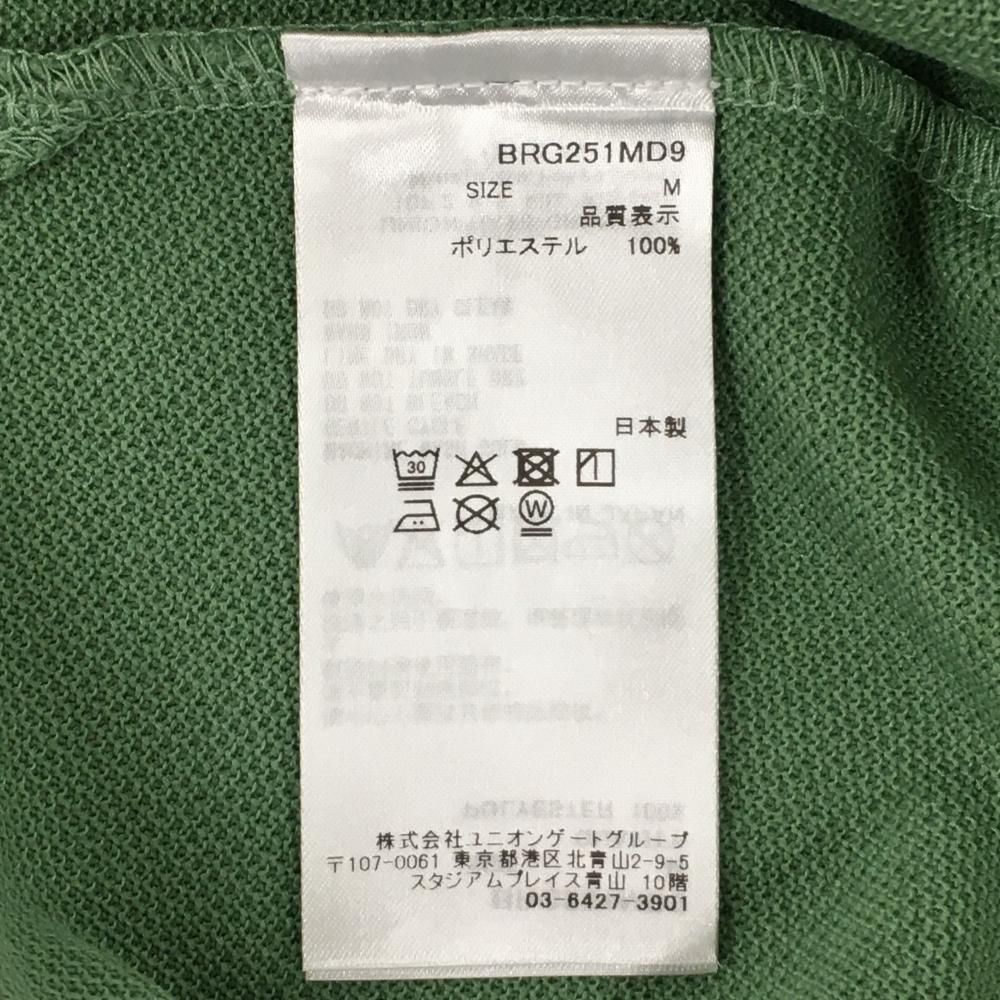 BRG251MD9
SIZE M
品質表示
ポリエステル 100%
日本製
30
W
株式会社ユニオンゲートグループ
〒107-0061 東京都港区北青山2-9-5
スタジアムプレイス青山 10階
03-6427-3901